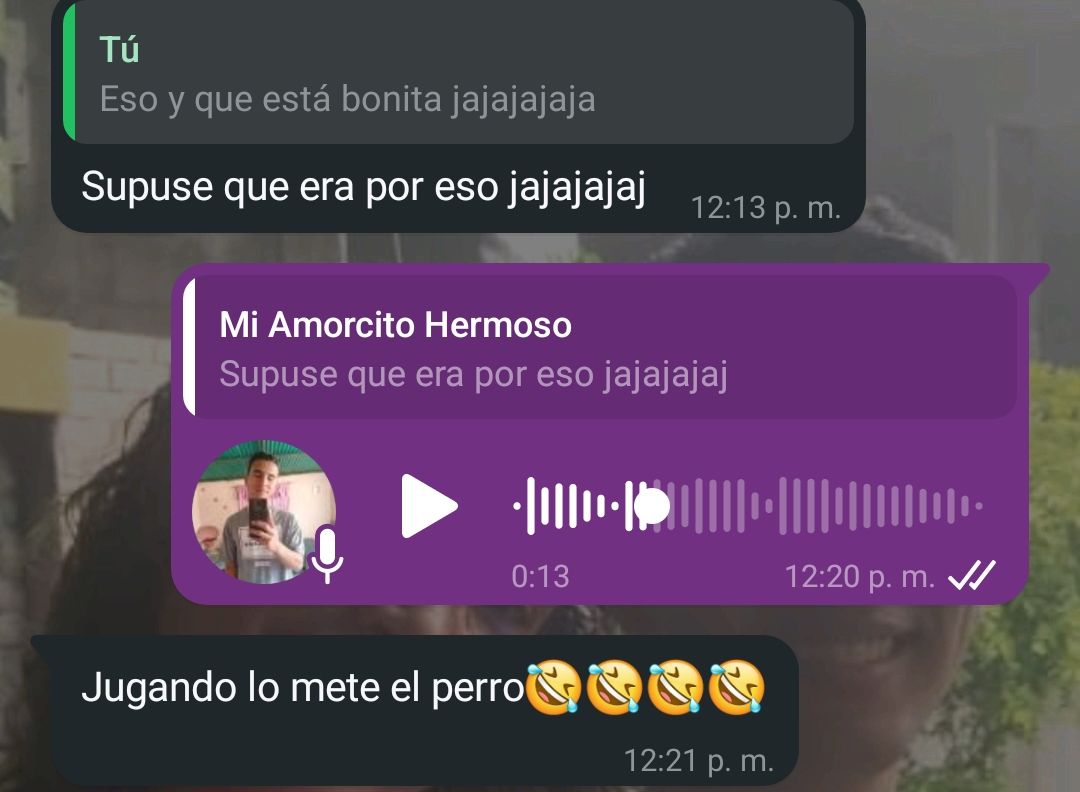 Tú
Eso y que está bonita jajajajaja
Supuse que era por eso jajajajaj
12:13 p. m.
Mi Amorcito Hermoso
Supuse que era por eso jajajajaj
0:13
12:20 p. m.
Jugando lo mete el perro🤣🤣🤣🤣
12:21 p. m.